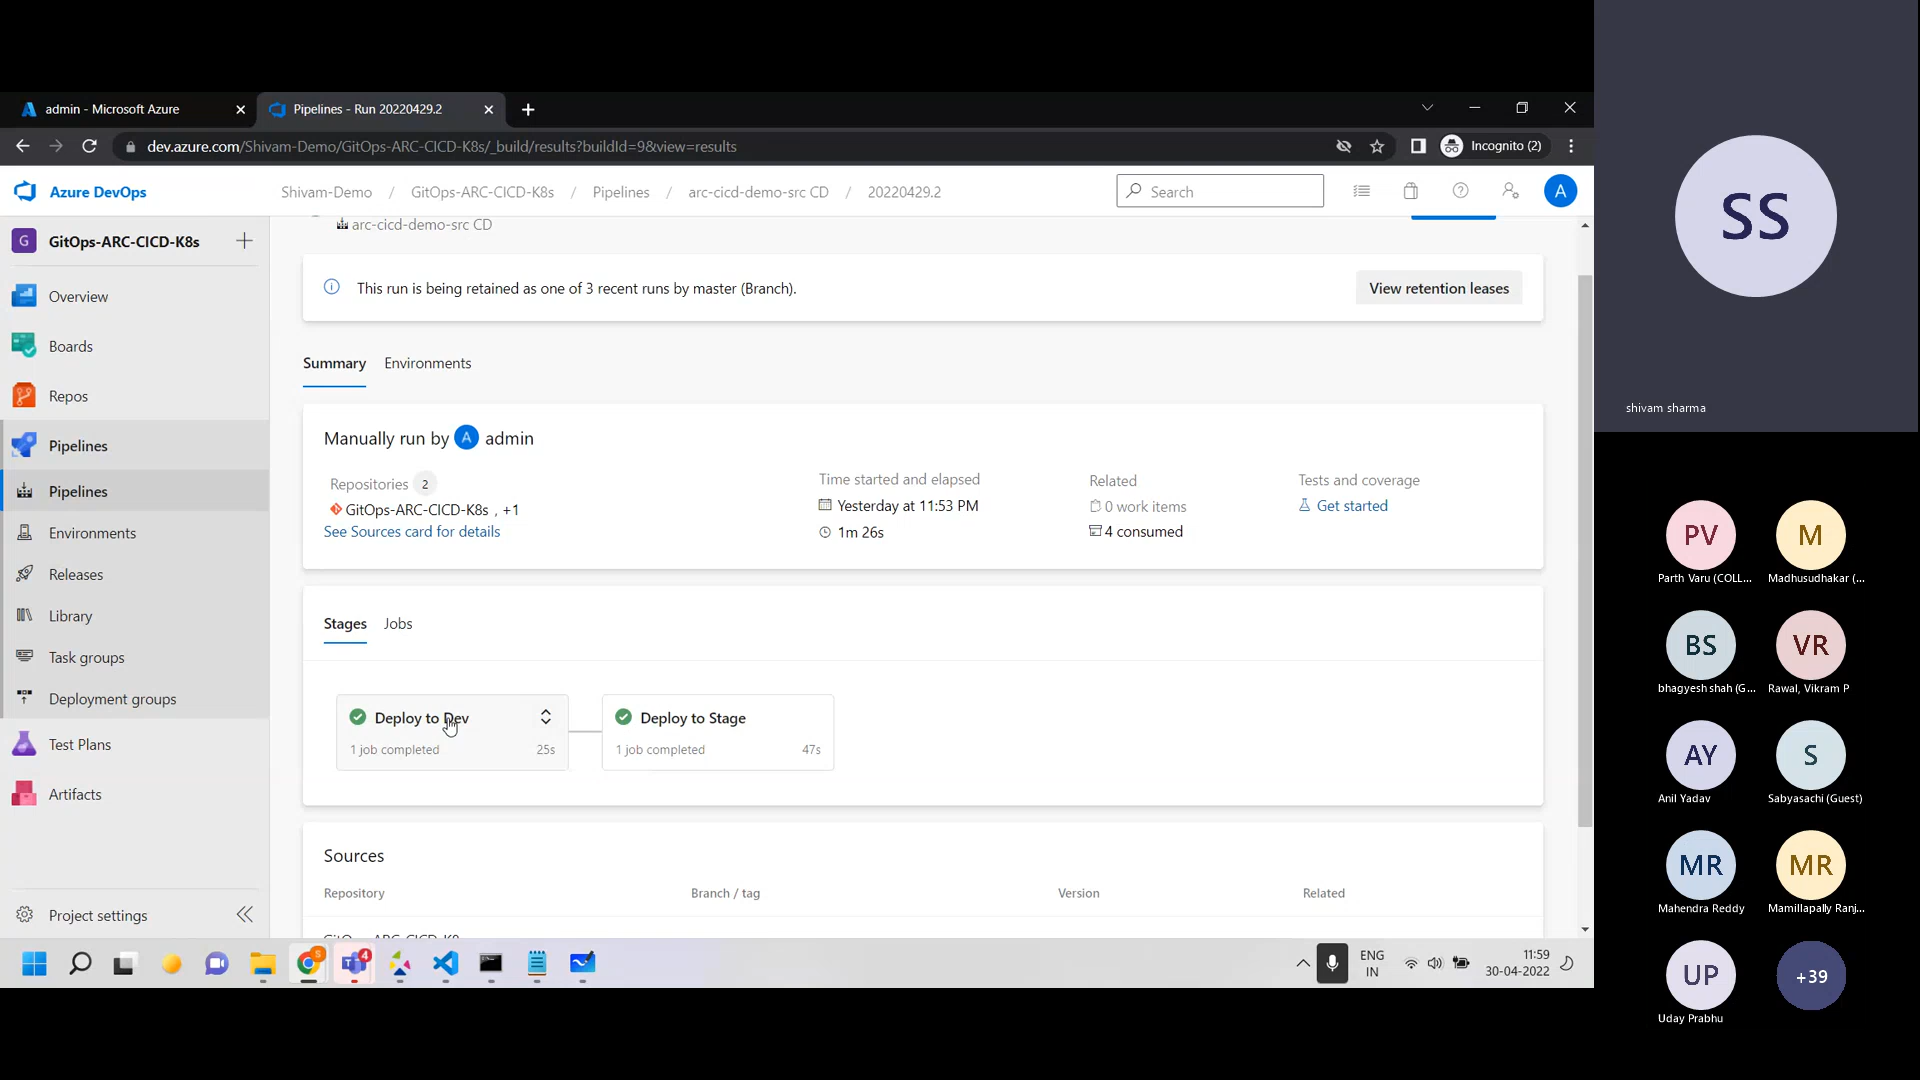 admin - Microsoft Azure
Pipelines - Run 20220429.2
dev.azure.com/Shivam-Demo/GitOps-ARC-CICD-K8s/_build/results?buildId=9&view=results
Incognito (2)
Azure DevOps
Shivam-Demo / GitOps-ARC-CICD-K8s / Pipelines / arc-cicd-demo-src CD / 20220429.2
Search
A
G GitOps-ARC-CICD-K8s
Overview
Boards
Repos
Pipelines
Pipelines
Environments
Releases
Library
Task groups
Deployment groups
Test Plans
Artifacts
Project settings
arc-cicd-demo-src CD
This run is being retained as one of 3 recent runs by master (Branch).
View retention leases
Summary Environments
Manually run by A admin
Repositories 2
GitOps-ARC-CICD-K8s , +1
See Sources card for details
Time started and elapsed
Yesterday at 11:53 PM
1m 26s
Related
0 work items
4 consumed
Tests and coverage
Get started
Stages Jobs
Deploy to Dev
1 job completed 25s
Deploy to Stage
1 job completed 47s
Sources
Repository Branch / tag Version Related
S
4
ENG
IN
11:59
30-04-2022
SS
shivam sharma
PV
Parth Varu (COLL...
M
Madhusudhakar (...
BS
bhagyesh shah (G...
VR
Rawal, Vikram P
AY
Anil Yadav
S
Sabyasachi (Guest)
MR
Mahendra Reddy
MR
Mamillapally Ranj...
UP
Uday Prabhu
+39